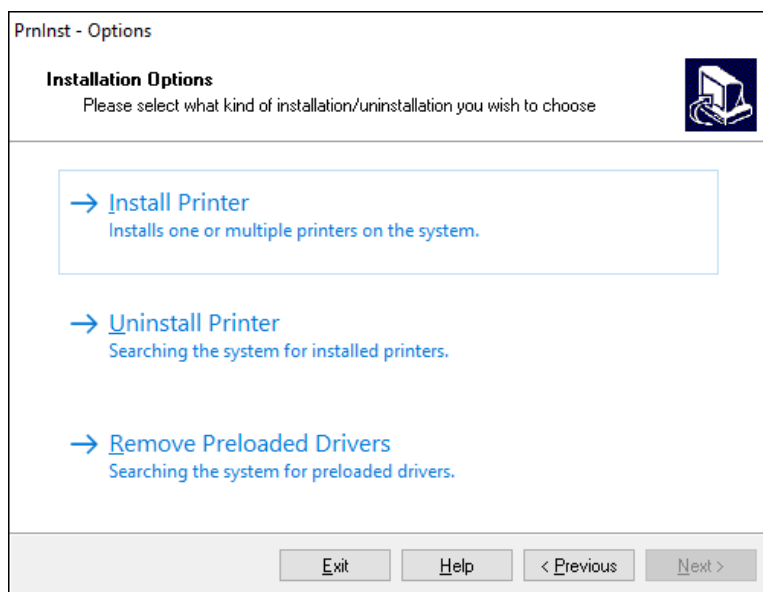 PrnInst - Options
Installation Options
Please select what kind of installation/uninstallation you wish to choose
Install Printer
Installs one or multiple printers on the system.
Uninstall Printer
Searching the system for installed printers.
Remove Preloaded Drivers
Searching the system for preloaded drivers.
Exit Help < Previous Next >